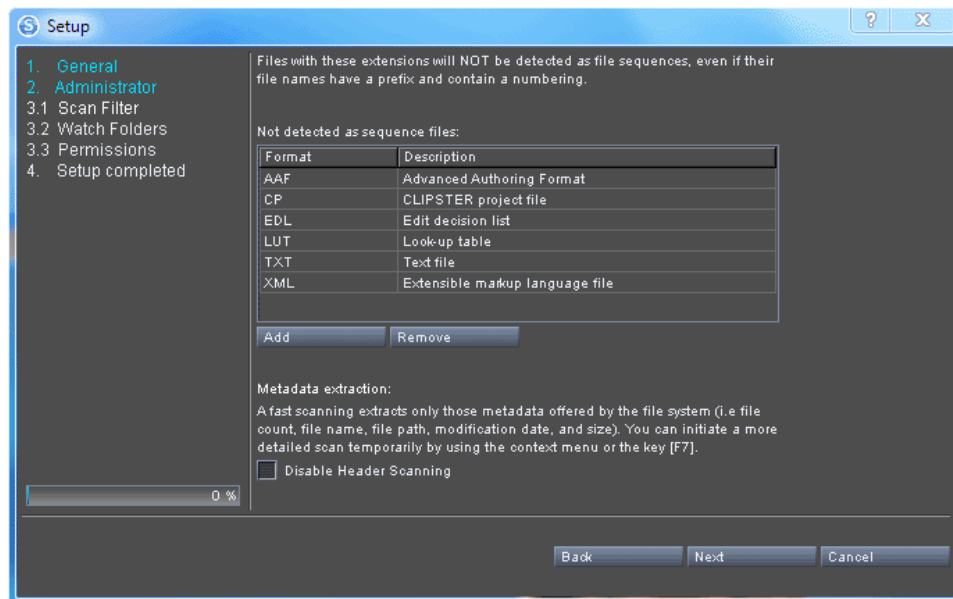 Setup
1. General
2. Administrator
3.1 Scan Filter
3.2 Watch Folders
3.3 Permissions
4. Setup completed
0 %
Files with these extensions will NOT be detected as file sequences, even if their
file names have a prefix and contain a numbering.
Not detected as sequence files:
Format Description
AAF Advanced Authoring Format
CP CLIPSTER project file
EDL Edit decision list
LUT Look-up table
TXT Text file
XML Extensible markup language file
Add Remove
Metadata extraction:
A fast scanning extracts only those metadata offered by the file system (i.e file
count, file name, file path, modification date, and size). You can initiate a more
detailed scan temporarily by using the context menu or the key [F7].
Disable Header Scanning
Back Next Cancel